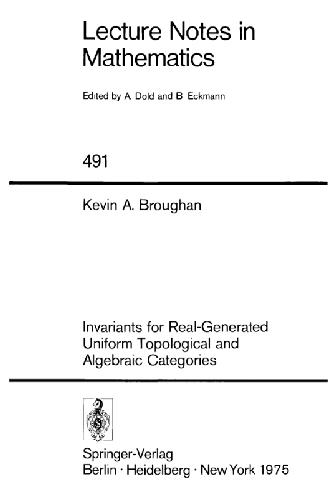 Lecture Notes in
Mathematics
Edited by A. Dold and B. Eckmann
491
Kevin A. Broughan
Invariants for Real-Generated
Uniform Topological and
Algebraic Categories
Springer-Verlag
Berlin · Heidelberg · New York 1975